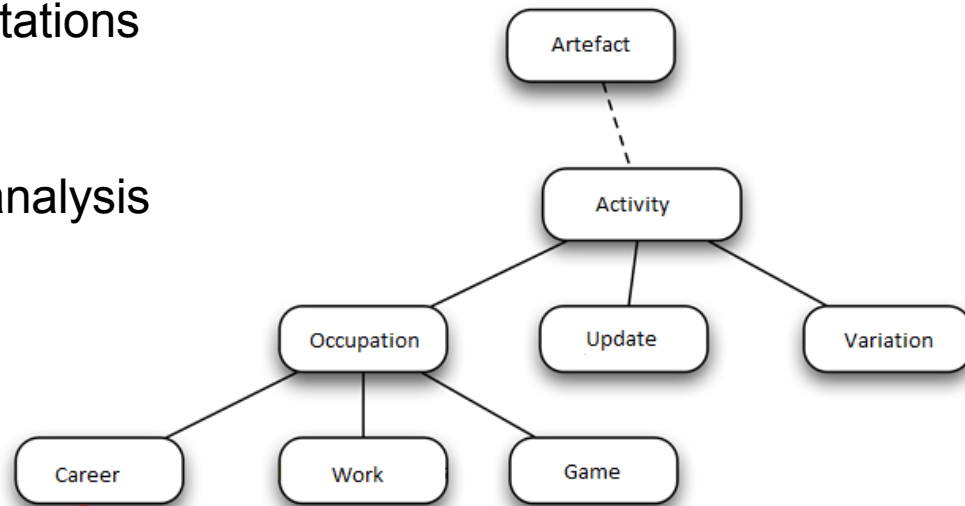 tations
Artefact
analysis
Activity
Occupation
Update
Variation
Career
Work
Game